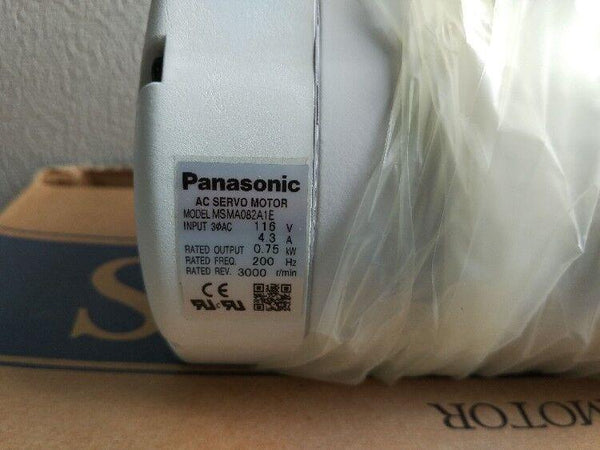 Panasonic
AC SERVO MOTOR
MODEL MSMA082A1E
INPUT 3ΦAC 116 V
4.3 A
RATED OUTPUT 0.75 kW
RATED FREQ. 200 Hz
RATED REV. 3000 r/min
CE
S
MOTOR